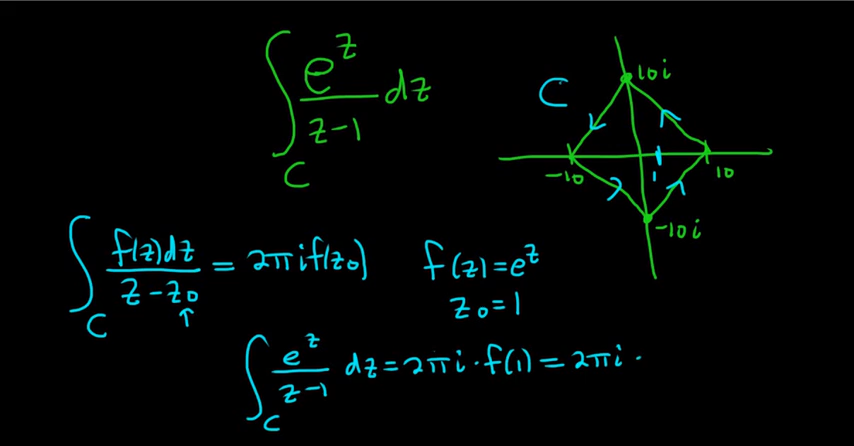 ∫_C e^z/(z-1) dz
C
10i
-10
1
10
-10i
∫_C f(z)dz/(z-z₀) = 2πi f(z₀)
↑
f(z) = e^z
z₀ = 1
∫_C e^z/(z-1) dz = 2πi · f(1) = 2πi ·